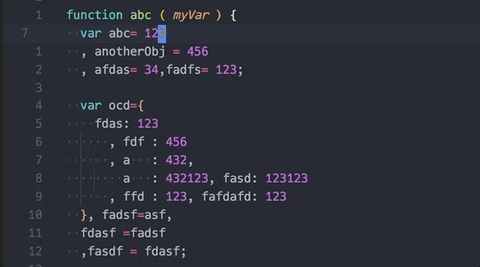 1 function abc ( myVar ) {
7 var abc= 123
1 , anotherObj = 456
2 , afdas= 34,fadfs= 123;
3
4 var ocd={
5 fdas: 123
6 , fdf : 456
7 , a : 432,
8 a : 432123, fasd: 123123
9 , ffd : 123, fafdafd: 123
10 }, fadsf=asf,
11 fdasf =fadsf
12 ,fasdf = fdasf;